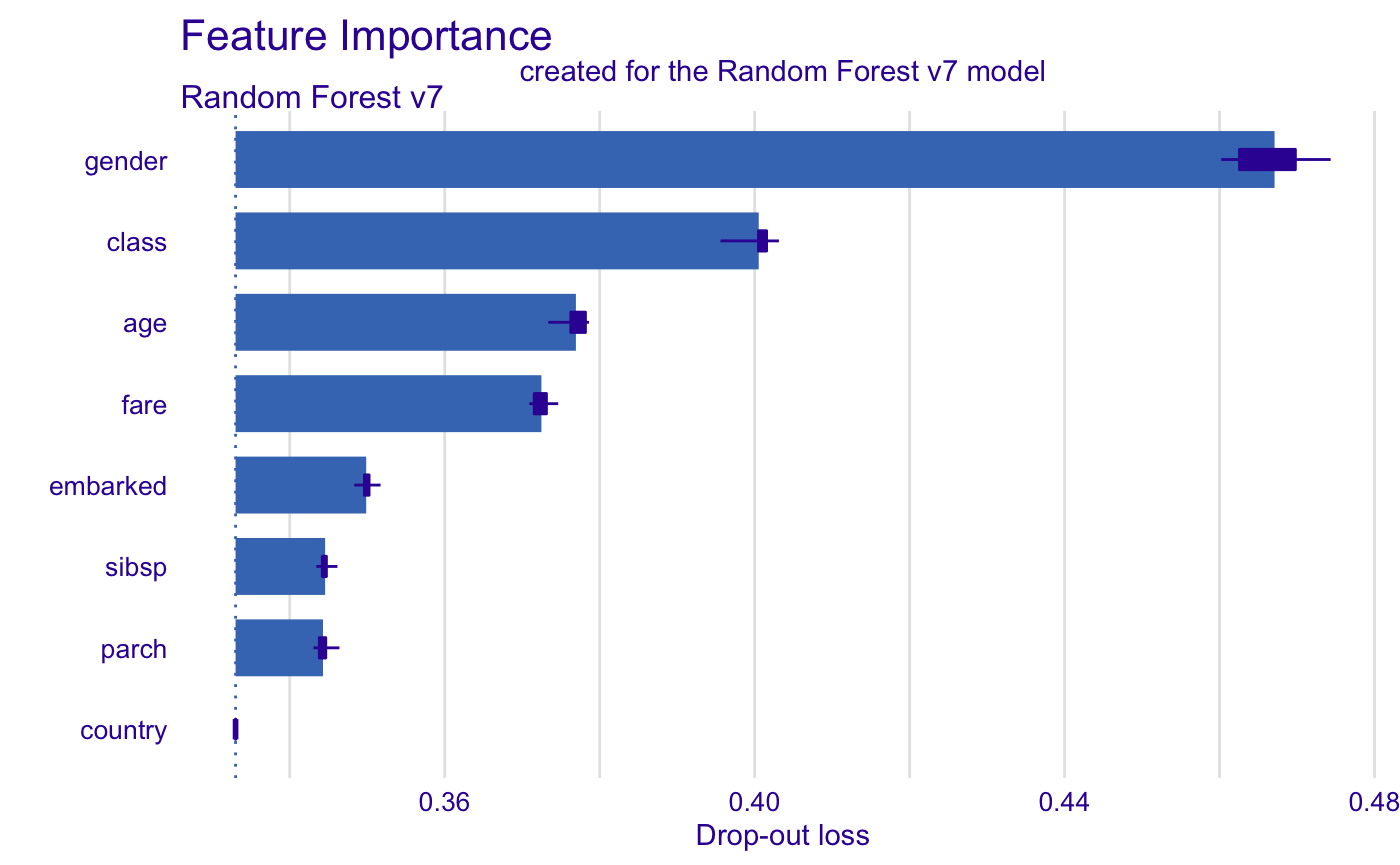 Feature Importance
created for the Random Forest v7 model
Random Forest v7
gender
class
age
fare
embarked
sibsp
parch
country
0.36 0.40 0.44 0.48
Drop-out loss